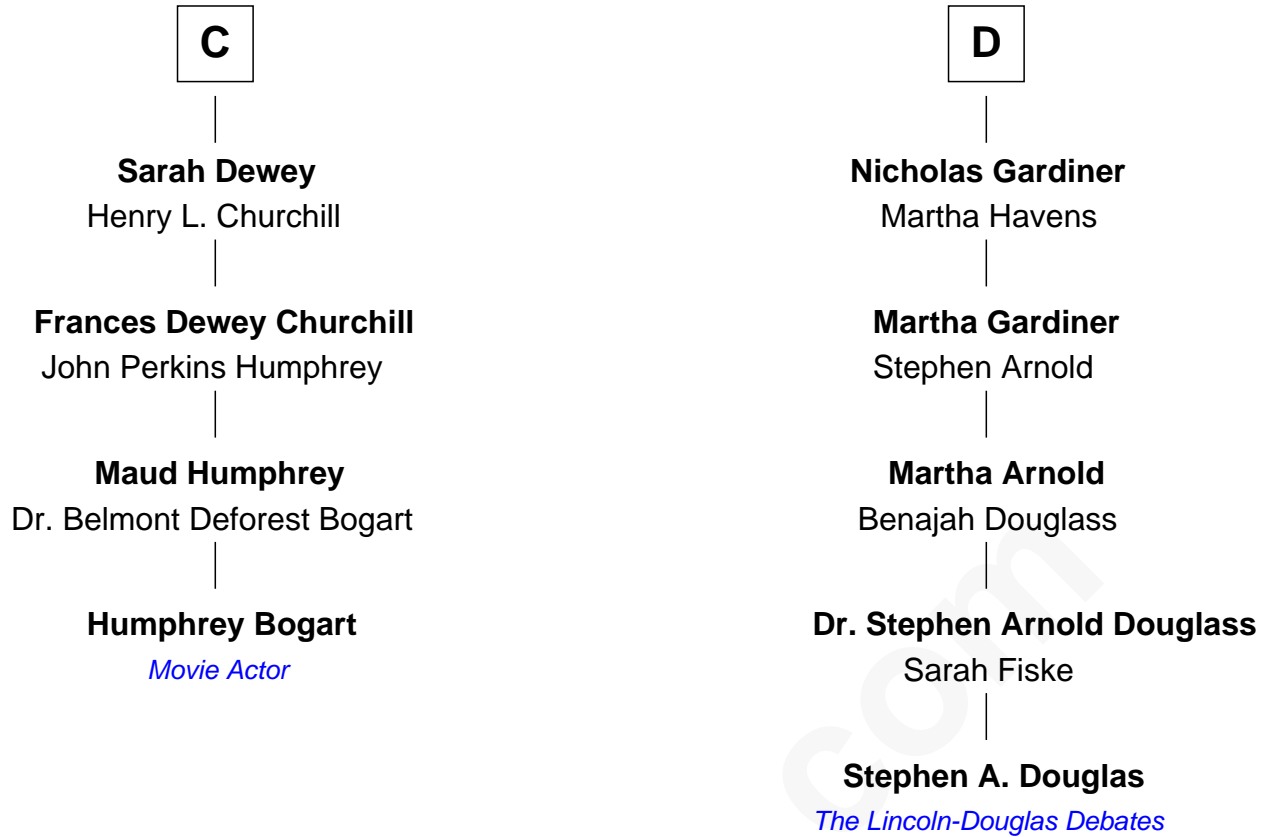 C
Sarah Dewey
Henry L. Churchill
Frances Dewey Churchill
John Perkins Humphrey
Maud Humphrey
Dr. Belmont Deforest Bogart
Humphrey Bogart
Movie Actor
D
Nicholas Gardiner
Martha Havens
Martha Gardiner
Stephen Arnold
Martha Arnold
Benajah Douglass
Dr. Stephen Arnold Douglass
Sarah Fiske
Stephen A. Douglas
The Lincoln-Douglas Debates
com